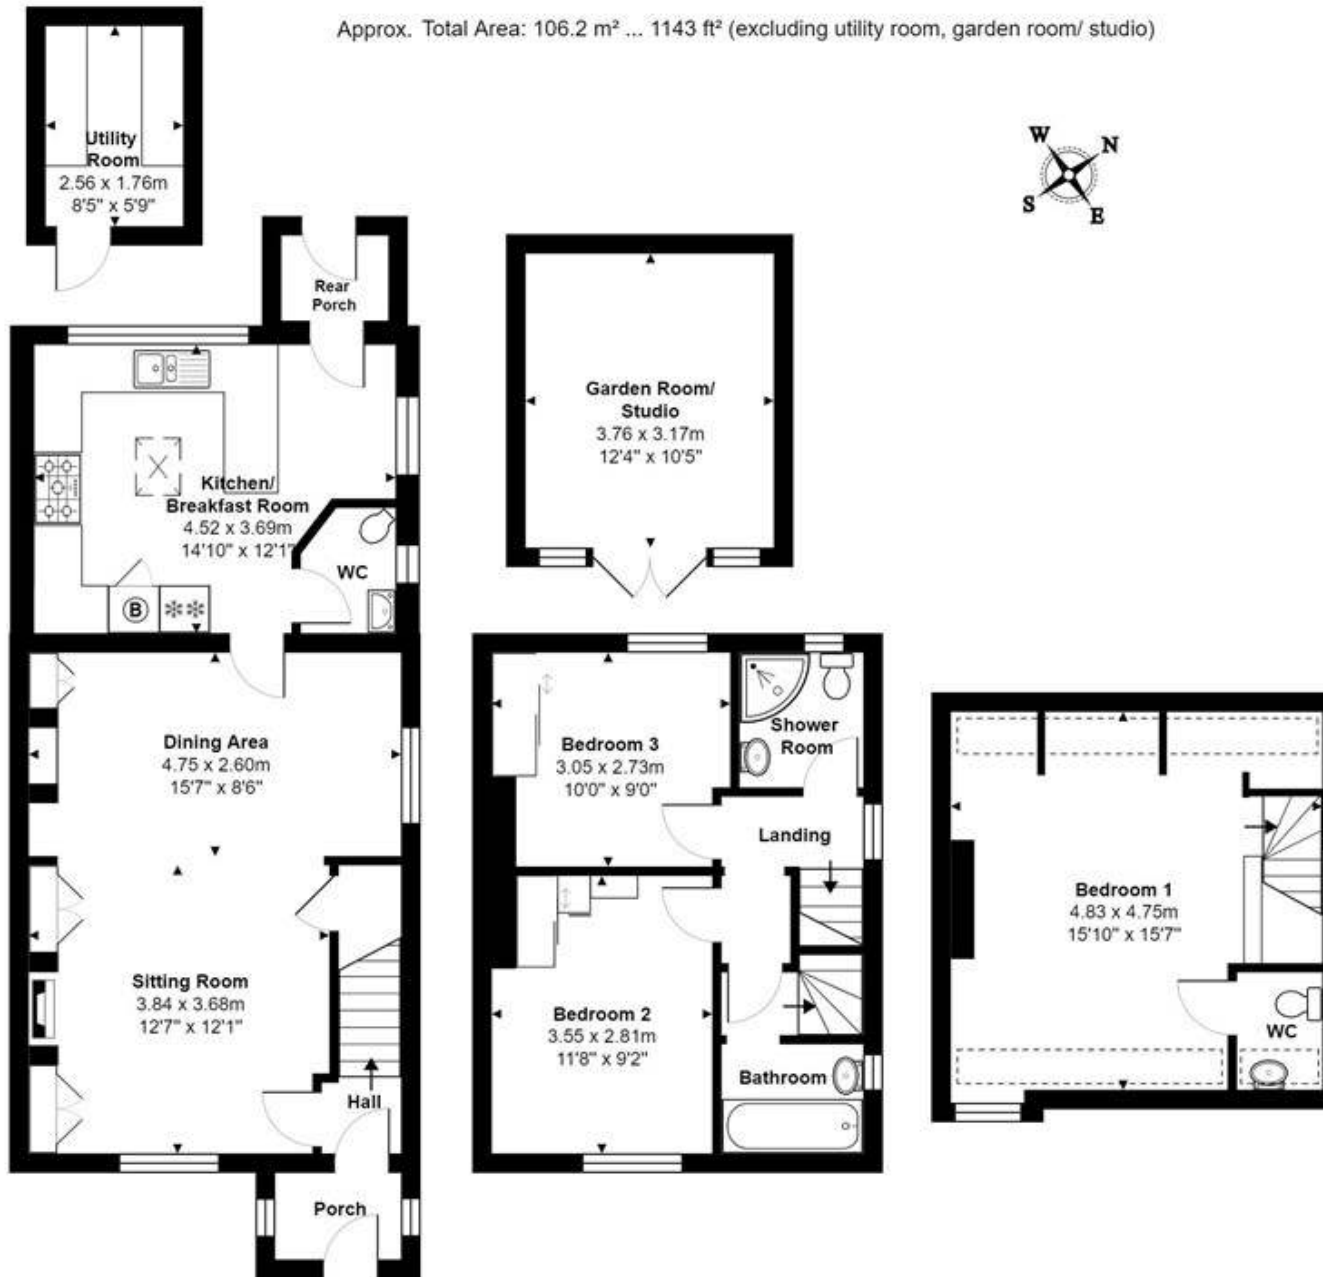 Approx. Total Area: 106.2 m² ... 1143 ft² (excluding utility room, garden room/ studio)
W
N
S
E
Utility
Room
2.56 x 1.76m
8'5" x 5'9"
Rear
Porch
Kitchen/
Breakfast Room
4.52 x 3.69m
14'10" x 12'1"
WC
B
Dining Area
4.75 x 2.60m
15'7" x 8'6"
Sitting Room
3.84 x 3.68m
12'7" x 12'1"
Hall
Porch
Garden Room/
Studio
3.76 x 3.17m
12'4" x 10'5"
Bedroom 3
3.05 x 2.73m
10'0" x 9'0"
Shower
Room
Landing
Bedroom 2
3.55 x 2.81m
11'8" x 9'2"
Bathroom
Bedroom 1
4.83 x 4.75m
15'10" x 15'7"
WC